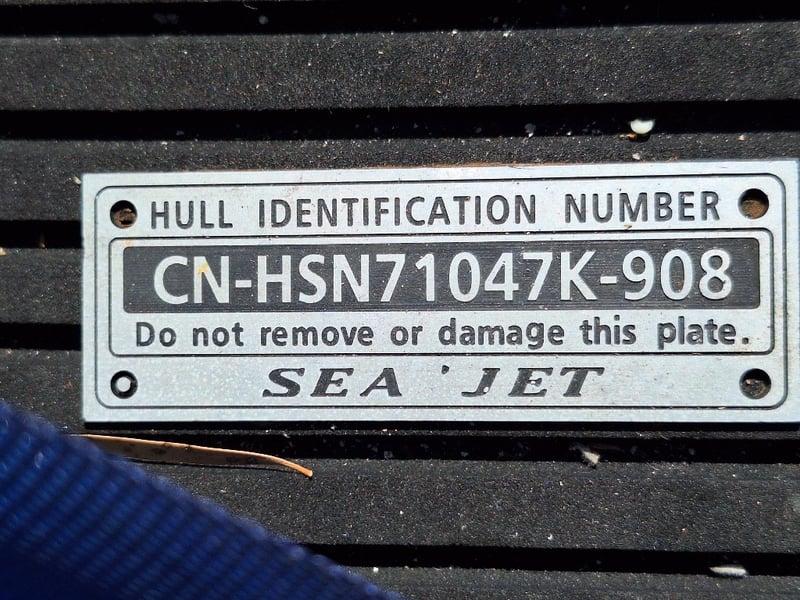 HULL IDENTIFICATION NUMBER
CN-HSN71047K-908
Do not remove or damage this plate.
SEA'JET